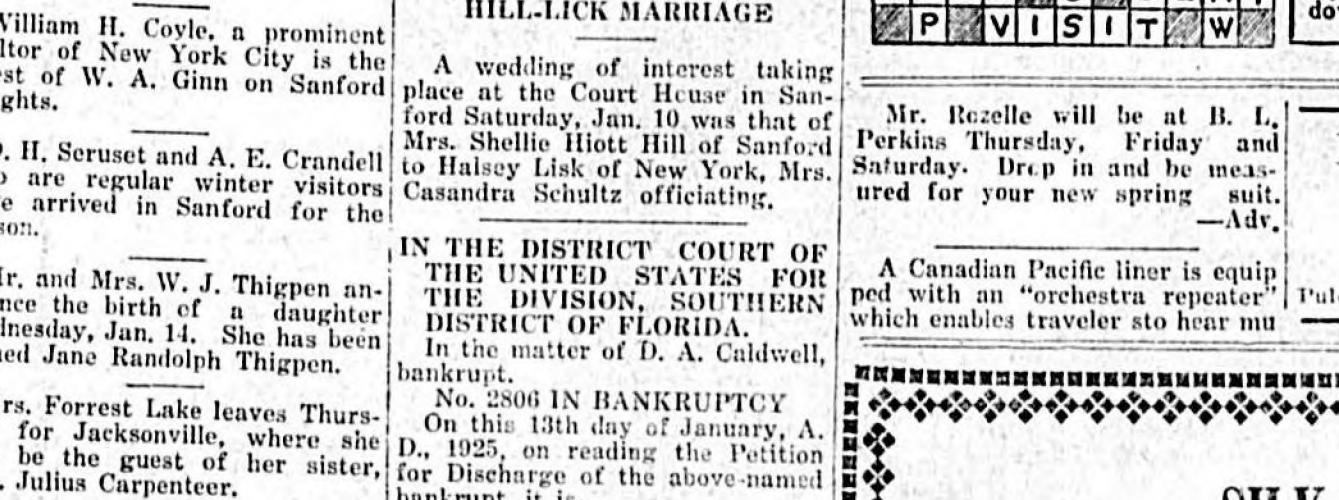 William H. Coyle, a prominent
ltor of New York City is the
st of W. A. Ginn on Sanford
ghts.
. H. Seruset and A. E. Crandell
o are regular winter visitors
e arrived in Sanford for the
son.
Mr. and Mrs. W. J. Thigpen an-
nce the birth of a daughter
dnesday, Jan. 14. She has been
ned Jane Randolph Thigpen.
rs. Forrest Lake leaves Thurs-
for Jacksonville, where she
be the guest of her sister,
. Julius Carpenteer.
HILL-LICK MARRIAGE
A wedding of interest taking
place at the Court House in San-
ford Saturday, Jan. 10 was that of
Mrs. Shellie Hiott Hill of Sanford
to Halsey Lisk of New York, Mrs.
Casandra Schultz officiating.
IN THE DISTRICT COURT OF
THE UNITED STATES FOR
THE DIVISION, SOUTHERN
DISTRICT OF FLORIDA.
In the matter of D. A. Caldwell,
bankrupt.
No. 2806 IN BANKRUPTCY
On this 13th day of January, A.
D., 1925, on reading the Petition
for Discharge of the above-named
bankrupt, it is
P VISIT W
Mr. Rozelle will be at B. L.
Perkins Thursday, Friday and
Saturday. Drop in and be meas-
ured for your new spring suit.
—Adv.
A Canadian Pacific liner is equip
ped with an "orchestra repeater"
which enables traveler sto hear mu
do
Pul